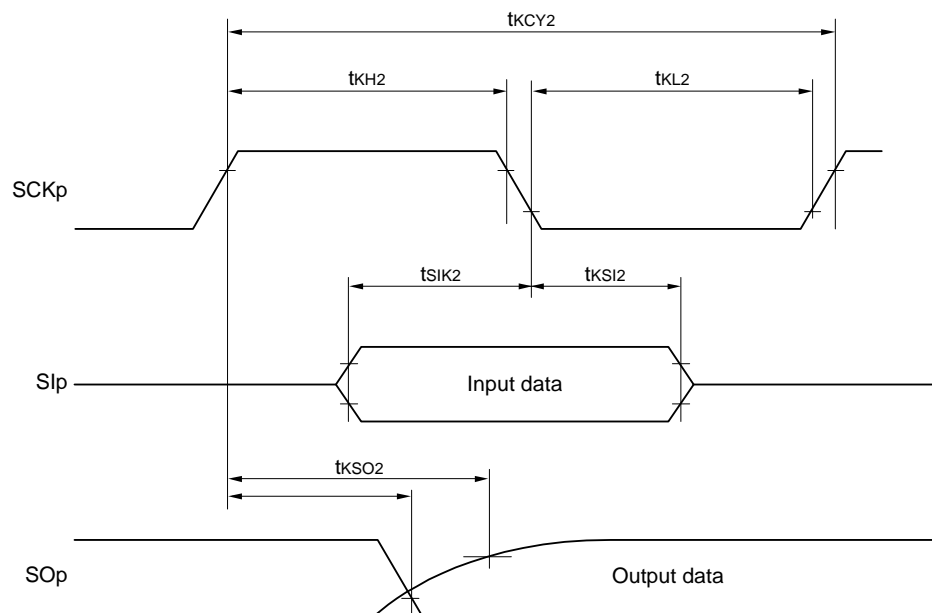 tKCY2
tKH2
tKL2
SCKp
tSIK2
tKSI2
SIp
Input data
tKSO2
SOp
Output data